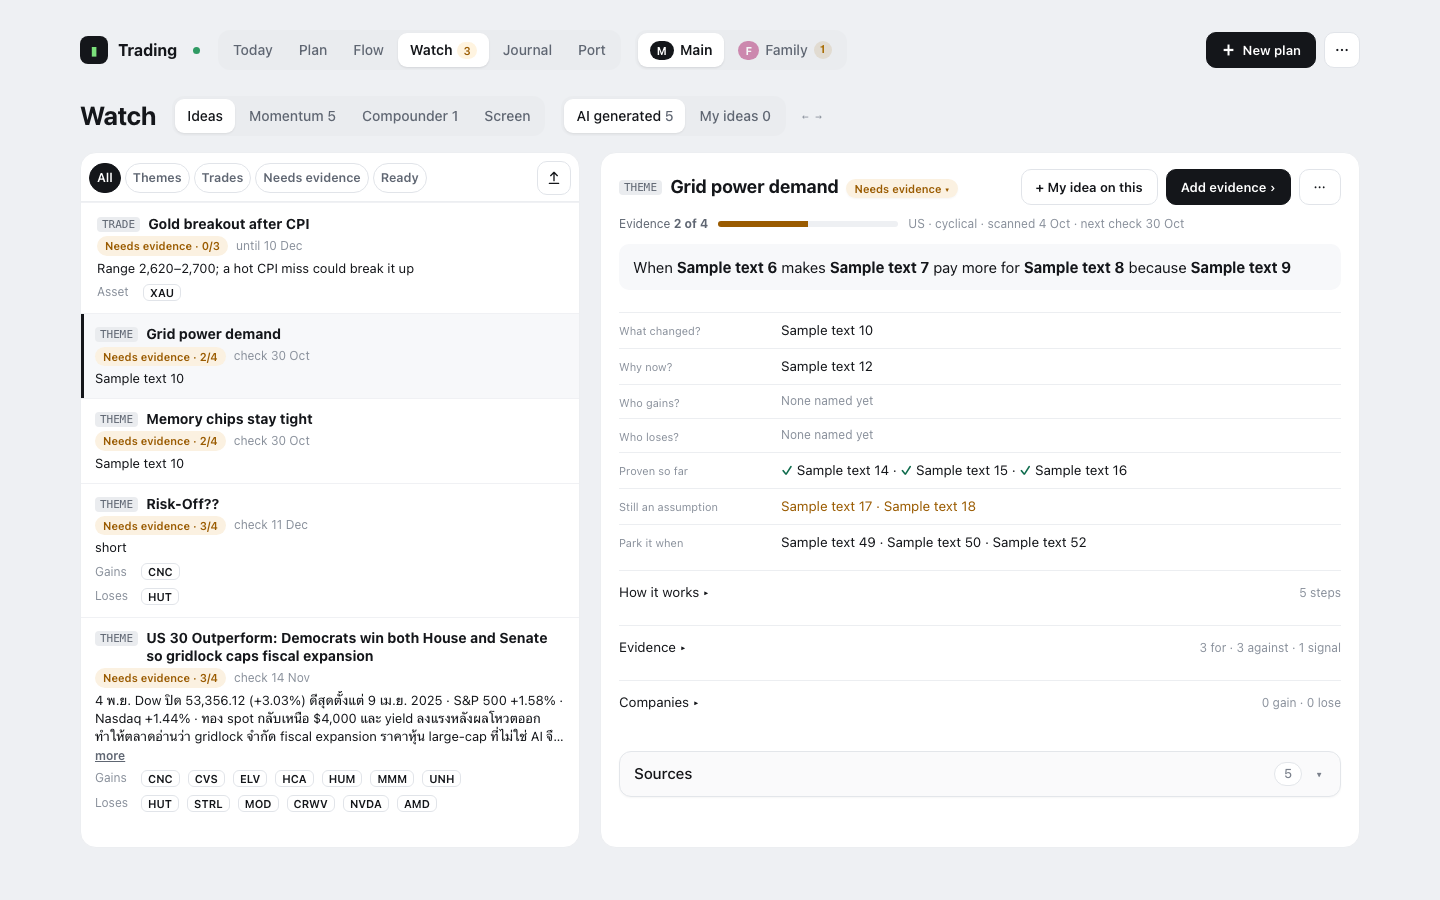 Trading
Today Plan Flow Watch 3 Journal Port
M Main F Family 1
+ New plan ···
Watch
Ideas Momentum 5 Compounder 1 Screen
AI generated 5 My ideas 0 ← →
All Themes Trades Needs evidence Ready
TRADE Gold breakout after CPI
Needs evidence · 0/3 until 10 Dec
Range 2,620–2,700; a hot CPI miss could break it up
Asset XAU
THEME Grid power demand
Needs evidence · 2/4 check 30 Oct
Sample text 10
THEME Memory chips stay tight
Needs evidence · 2/4 check 30 Oct
Sample text 10
THEME Risk-Off??
Needs evidence · 3/4 check 11 Dec
short
Gains CNC
Loses HUT
THEME US 30 Outperform: Democrats win both House and Senate
so gridlock caps fiscal expansion
Needs evidence · 3/4 check 14 Nov
4 พ.ย. Dow ปิด 53,356.12 (+3.03%) ดีสุดตั้งแต่ 9 เม.ย. 2025 · S&P 500 +1.58% ·
Nasdaq +1.44% · ทอง spot กลับเหนือ $4,000 และ yield ลงแรงหลังผลโหวตออก
ทำให้ตลาดอ่านว่า gridlock จำกัด fiscal expansion ราคาหุ้น large-cap ที่ไม่ใช่ AI จึ…
more
Gains CNC CVS ELV HCA HUM MMM UNH
Loses HUT STRL MOD CRWV NVDA AMD
THEME Grid power demand Needs evidence ▾
+ My idea on this Add evidence › ···
Evidence 2 of 4 US · cyclical · scanned 4 Oct · next check 30 Oct
When Sample text 6 makes Sample text 7 pay more for Sample text 8 because Sample text 9
What changed? Sample text 10
Why now? Sample text 12
Who gains? None named yet
Who loses? None named yet
Proven so far ✓ Sample text 14 · ✓ Sample text 15 · ✓ Sample text 16
Still an assumption Sample text 17 · Sample text 18
Park it when Sample text 49 · Sample text 50 · Sample text 52
How it works ▸ 5 steps
Evidence ▸ 3 for · 3 against · 1 signal
Companies ▸ 0 gain · 0 lose
Sources 5 ▾